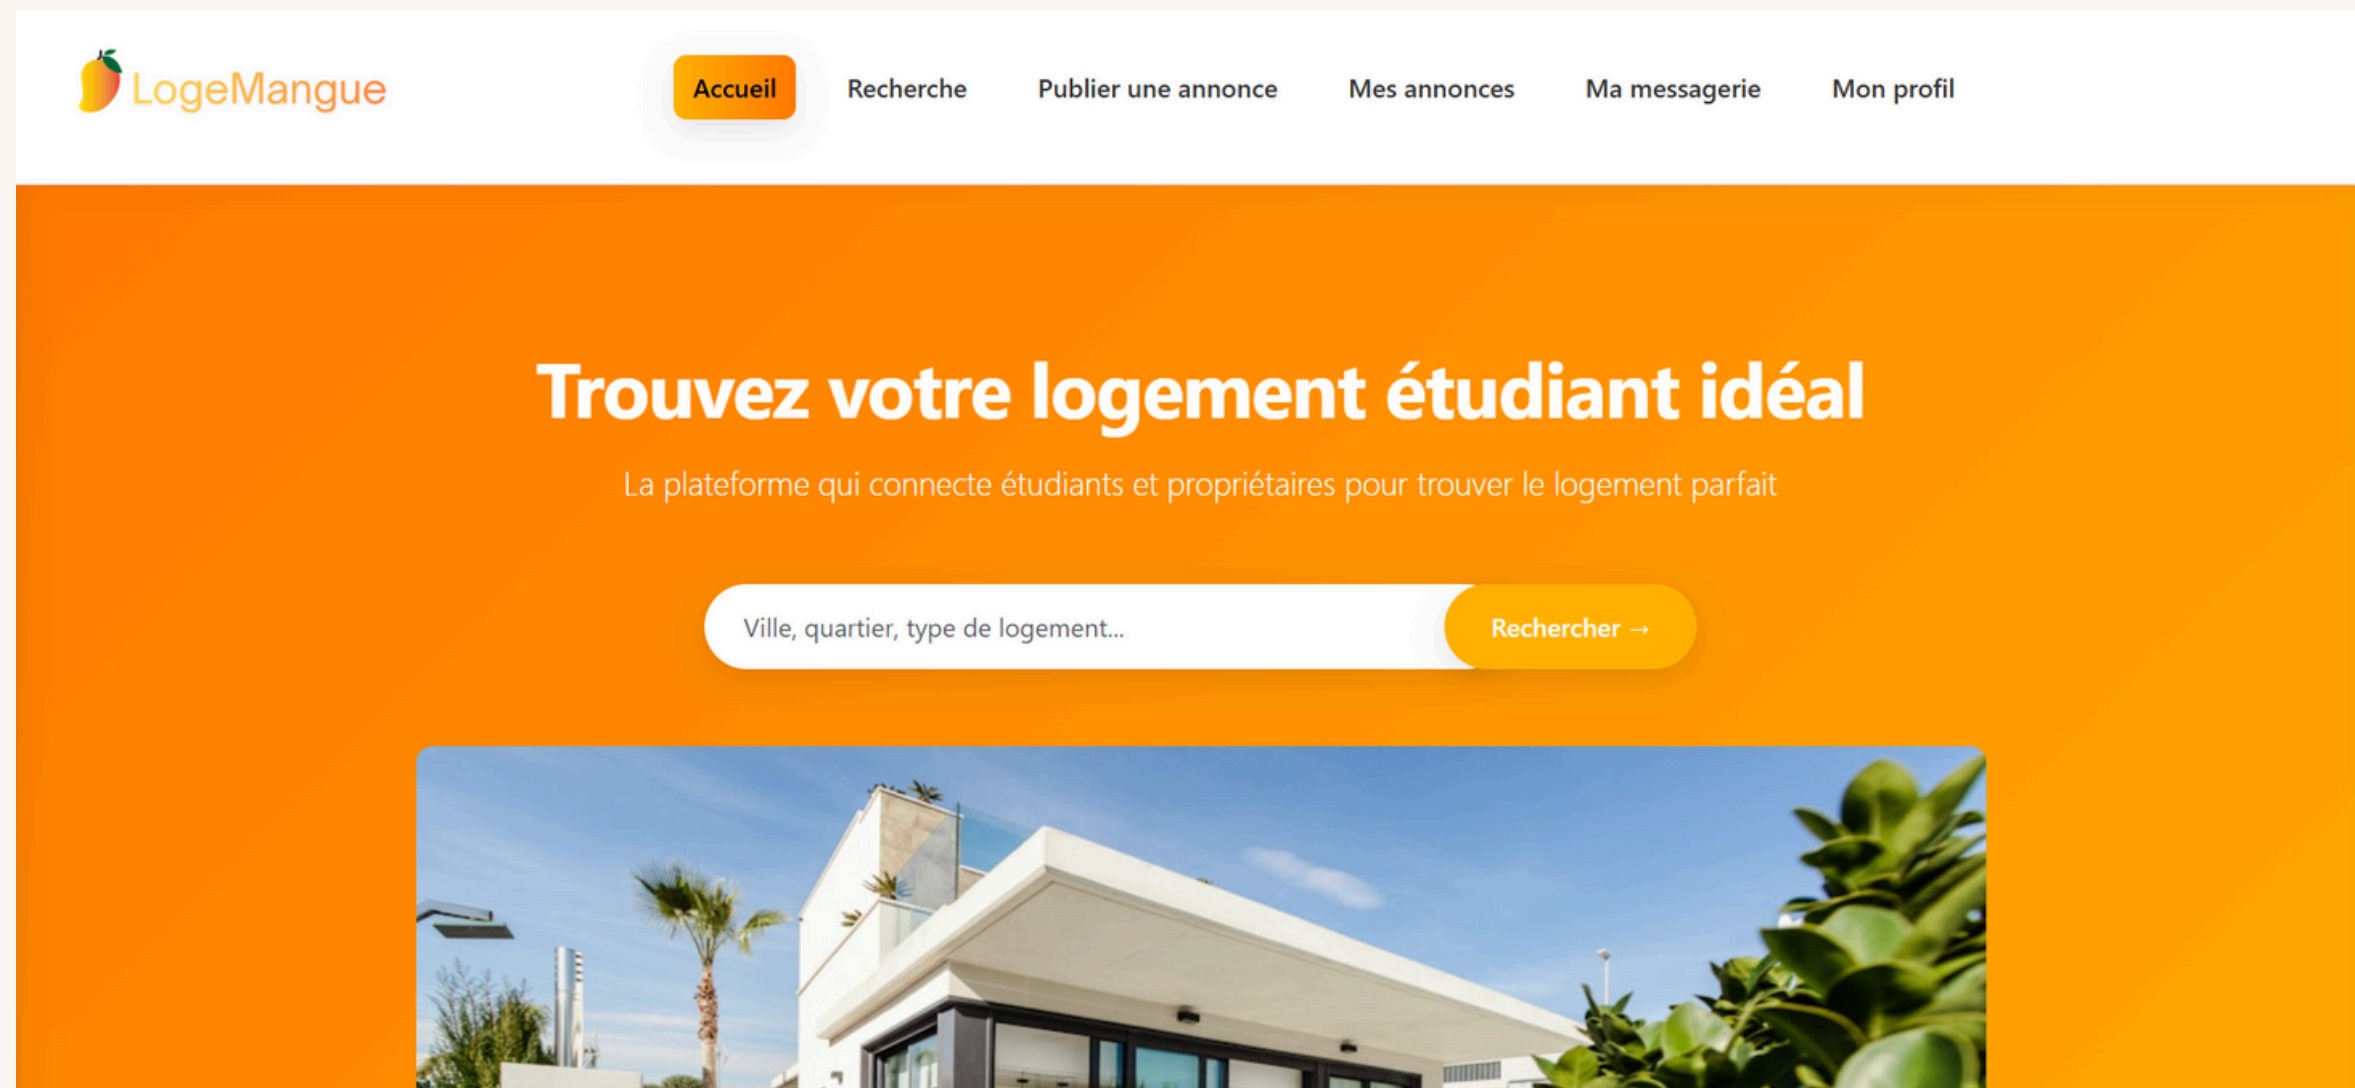 LogeMangue
Accueil
Recherche
Publier une annonce
Mes annonces
Ma messagerie
Mon profil
Trouvez votre logement étudiant idéal
La plateforme qui connecte étudiants et propriétaires pour trouver le logement parfait
Ville, quartier, type de logement...
Rechercher →